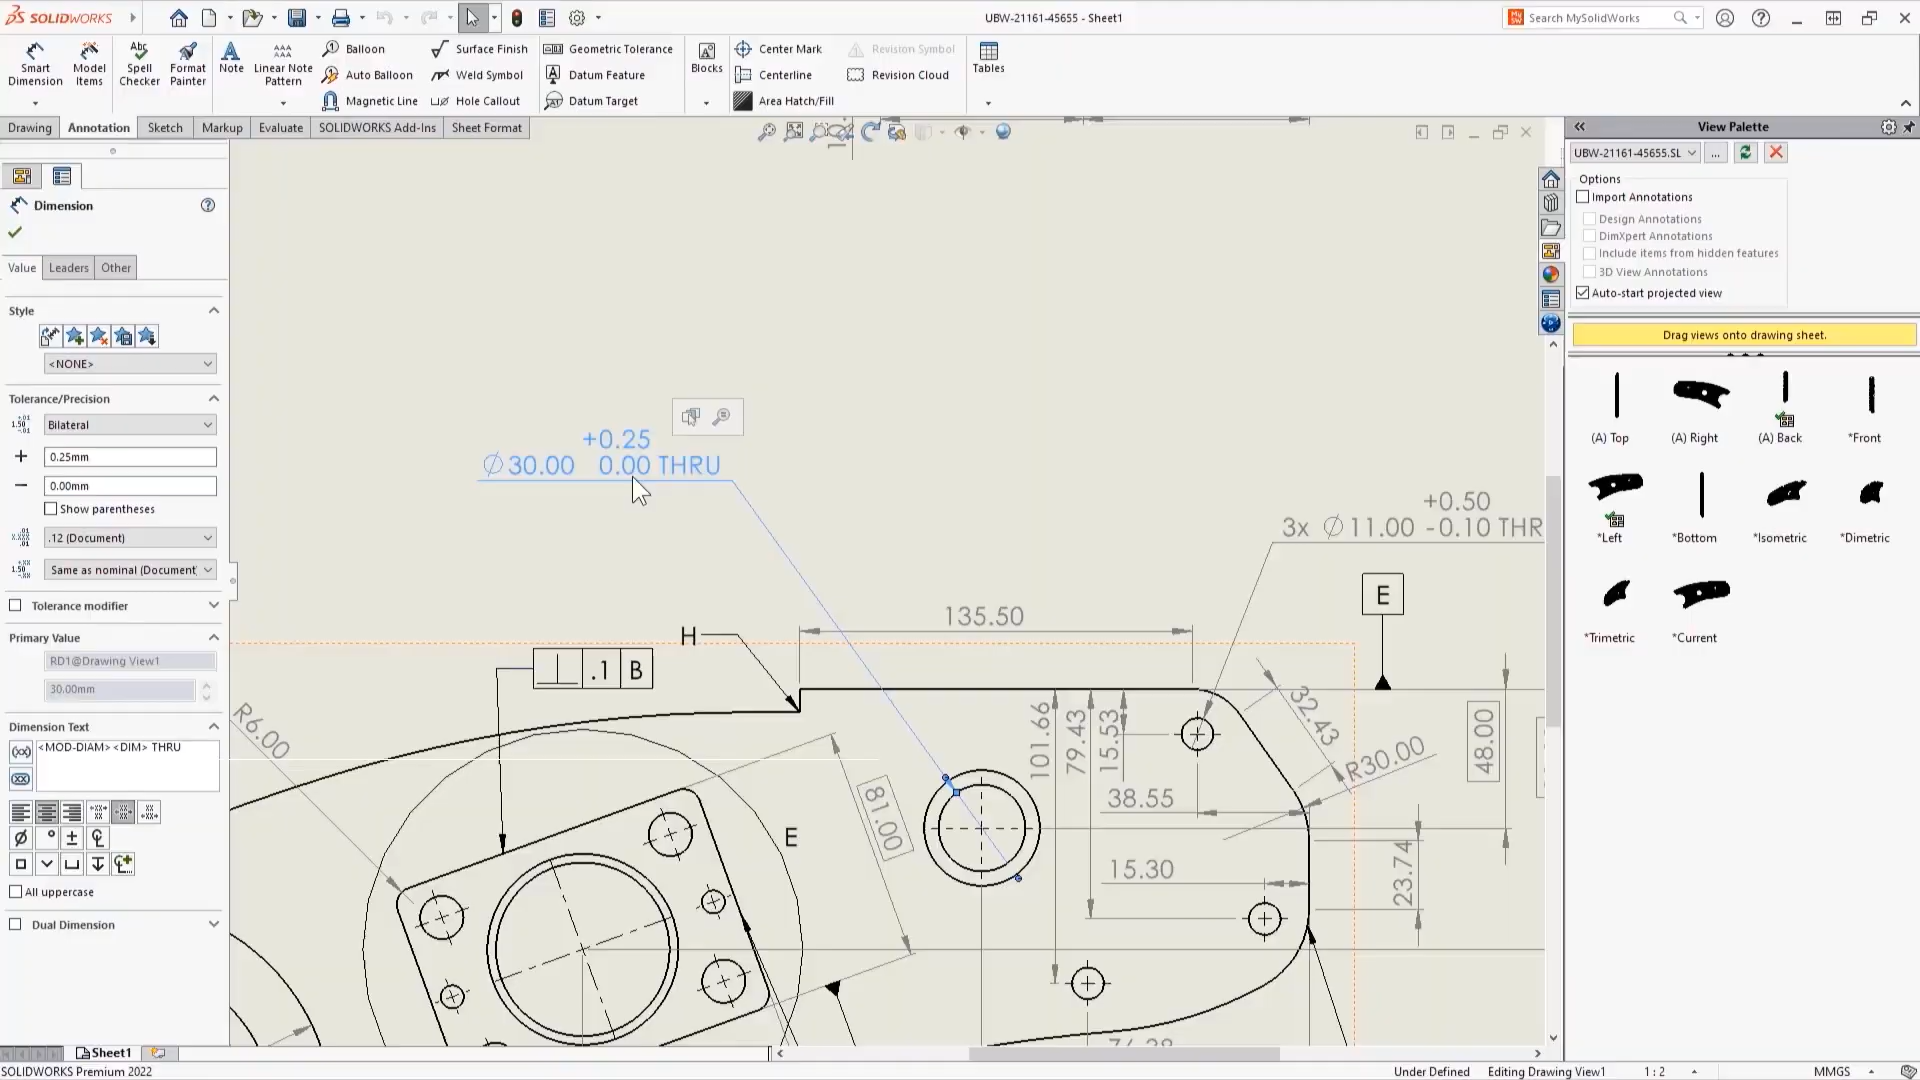 SOLIDWORKS
UBW-21161-45655 - Sheet1
Search MySolidWorks
Smart Dimension
Model Items
Abc
Spell Checker
Format Painter
Note
Linear Note Pattern
Balloon
Auto Balloon
Magnetic Line
Surface Finish
Weld Symbol
Hole Callout
Geometric Tolerance
Datum Feature
Datum Target
Blocks
Center Mark
Centerline
Area Hatch/Fill
Revision Symbol
Revision Cloud
Tables
Drawing
Annotation
Sketch
Markup
Evaluate
SOLIDWORKS Add-Ins
Sheet Format
Dimension
Value
Leaders
Other
Style
<NONE>
Tolerance/Precision
Bilateral
+ 0.25mm
- 0.00mm
Show parentheses
.12 (Document)
Same as nominal (Document
Tolerance modifier
Primary Value
RD1@Drawing View1
30.00mm
Dimension Text
<MOD-DIAM> <DIM> THRU
All uppercase
Dual Dimension
+0.25
∅30.00 0.00 THRU
+0.50
3x ∅11.00 -0.10 THR
E
135.50
H
.1 B
R6.00
32.43
101.66
79.43
15.53
48.00
R30.00
81.00
38.55
E
15.30
23.74
View Palette
UBW-21161-45655.SL
...
Options
Import Annotations
Design Annotations
DimXpert Annotations
Include items from hidden features
3D View Annotations
Auto-start projected view
Drag views onto drawing sheet.
(A) Top
(A) Right
(A) Back
*Front
*Left
*Bottom
*Isometric
*Dimetric
*Trimetric
*Current
Sheet1
SOLIDWORKS Premium 2022
Under Defined
Editing Drawing View1
1 : 2
MMGS